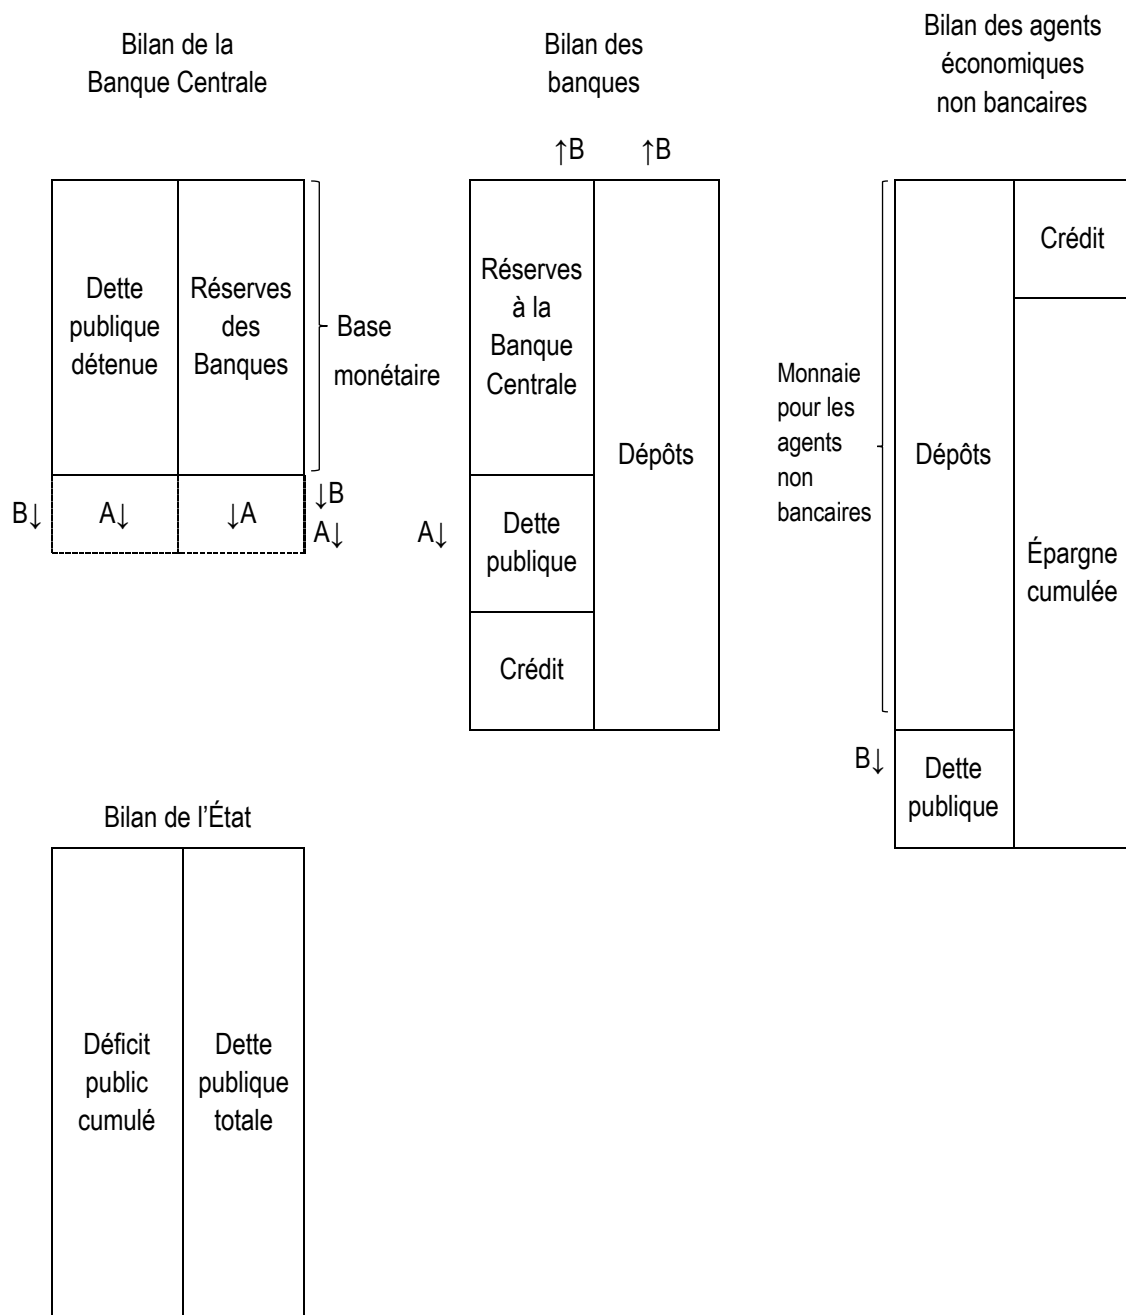 Bilan de la
Banque Centrale
Dette
publique
détenue
Réserves
des
Banques
Base
monétaire
B↓
A↓
↓A
↓B
A↓
Bilan des
banques
↑B
↑B
Réserves
à la
Banque
Centrale
Dépôts
A↓
Dette
publique
Crédit
Bilan des agents
économiques
non bancaires
Monnaie
pour les
agents
non
bancaires
Dépôts
Crédit
Épargne
cumulée
B↓
Dette
publique
Bilan de l’État
Déficit
public
cumulé
Dette
publique
totale